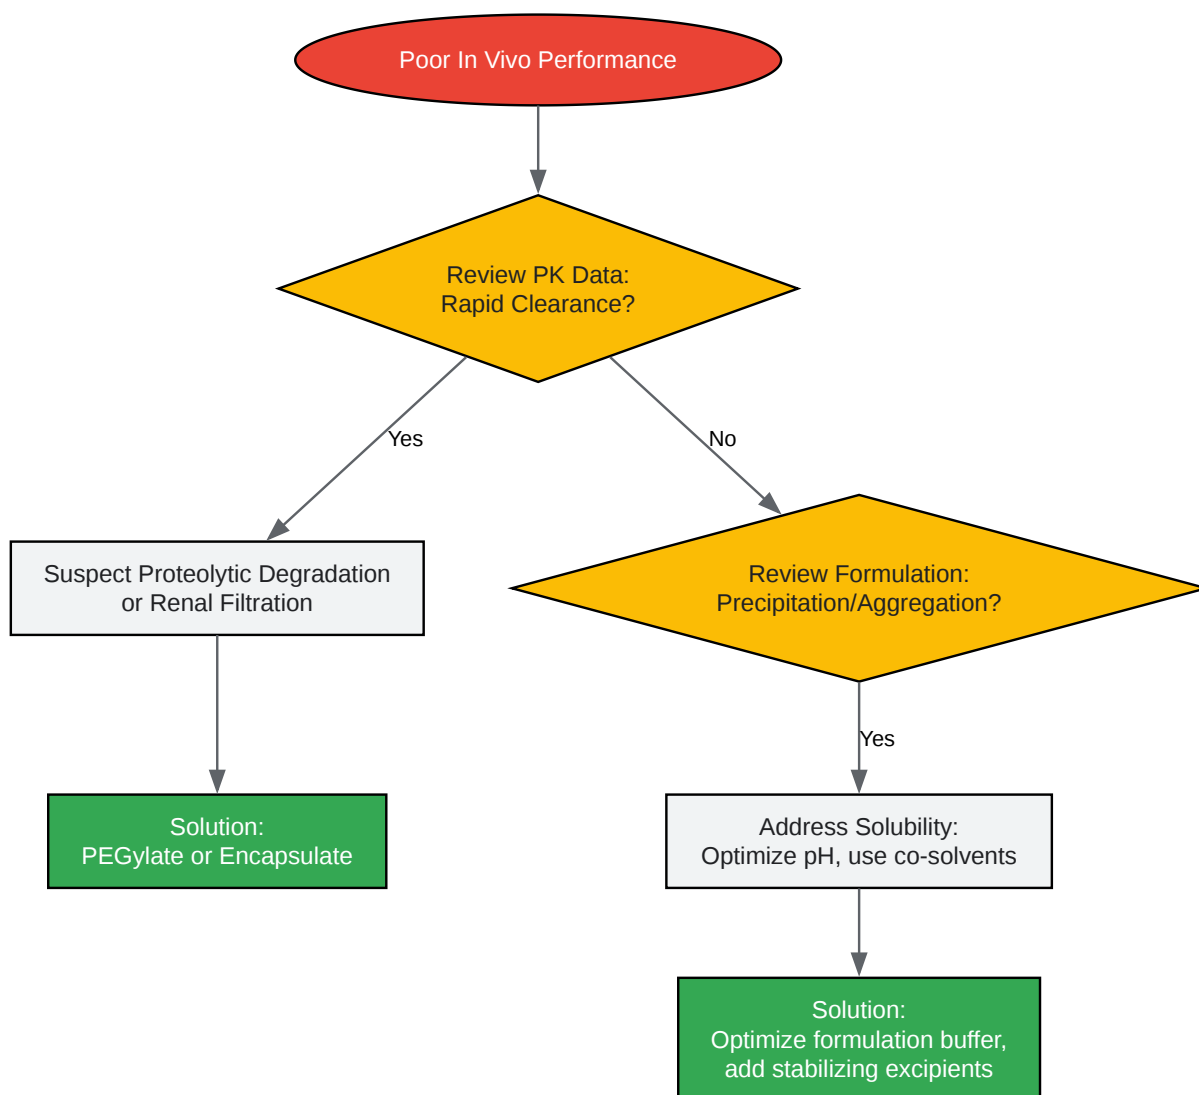 Poor In Vivo Performance
Review PK Data:
Rapid Clearance?
Yes
No
Suspect Proteolytic Degradation
or Renal Filtration
Review Formulation:
Precipitation/Aggregation?
Yes
Solution:
PEGylate or Encapsulate
Address Solubility:
Optimize pH, use co-solvents
Solution:
Optimize formulation buffer,
add stabilizing excipients